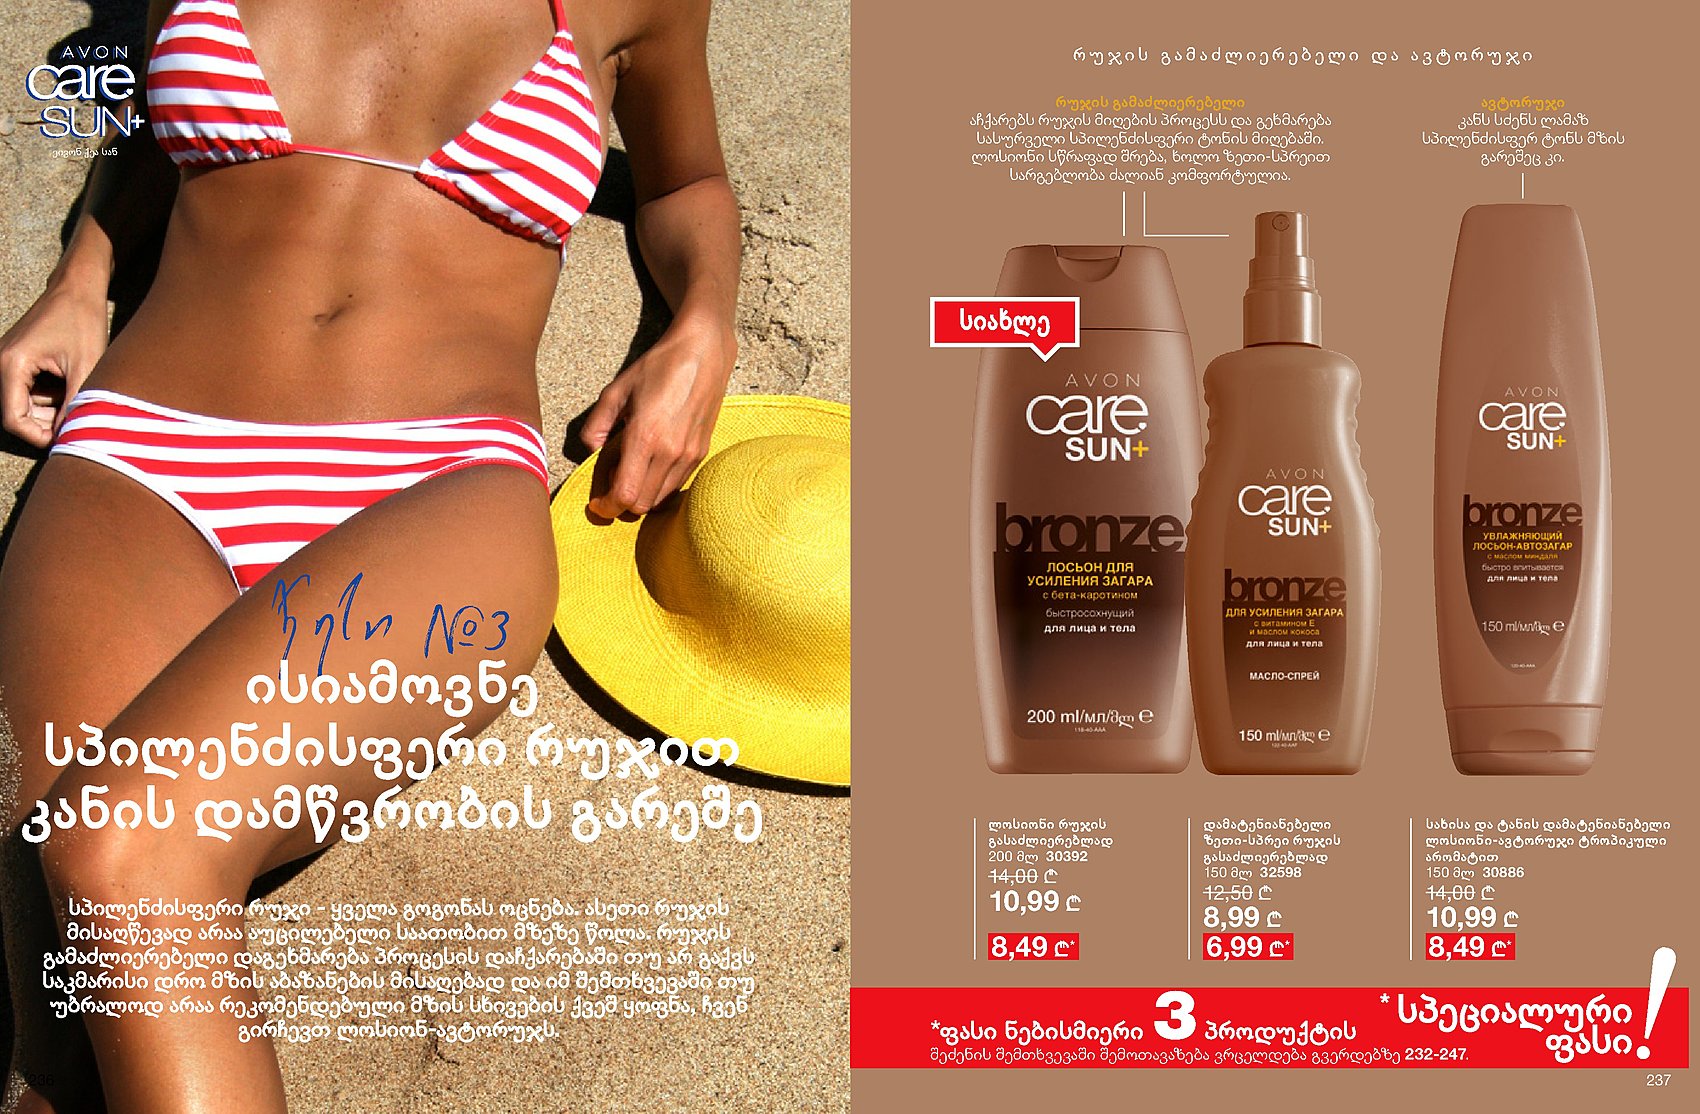 AVON
care
SUN+
ეივონ ქეა სან
წესი №3
ისიამოვნე
სპილენძისფერი რუჯით
კანის დამწვრობის გარეშე
სპილენძისფერი რუჯი - ყველა გოგონას ოცნება. ასეთი რუჯის
მისაღწევად არაა აუცილებელი საათობით მზეზე წოლა. რუჯის
გამაძლიერებელი დაგეხმარება პროცესის დაჩქარებაში თუ არ გაქვს
საკმარისი დრო მზის აბაზანების მისაღებად და იმ შემთხვევაში თუ
უბრალოდ არაა რეკომენდებული მზის სხივების ქვეშ ყოფნა, ჩვენ
გირჩევთ ლოსიონ-ავტორუჯს.
236
რუჯის გამაძლიერებელი და ავტორუჯი
რუჯის გამაძლიერებელი
აჩქარებს რუჯის მიღების პროცესს და გეხმარება
სასურველი სპილენძისფერი ტონის მიღებაში.
ლოსიონი სწრაფად შრება, ხოლო ზეთი-სპრეით
სარგებლობა ძალიან კომფორტულია.
ავტორუჯი
კანს სძენს ლამაზ
სპილენძისფერ ტონს მზის
გარეშეც კი.
სიახლე
AVON
care
SUN+
bronze
ЛОСЬОН ДЛЯ
УСИЛЕНИЯ ЗАГАРА
с бета-каротином
быстросохнущий
для лица и тела
200 ml/мл/მლ e
118-40-AAA
AVON
care
SUN+
bronze
ДЛЯ УСИЛЕНИЯ ЗАГАРА
с витамином Е
и маслом кокоса
для лица и тела
МАСЛО-СПРЕЙ
150 ml/мл/მლ e
AVON
care
SUN+
bronze
УВЛАЖНЯЮЩИЙ
ЛОСЬОН-АВТОЗАГАР
с маслом миндаля
быстро впитывается
для лица и тела
150 ml/мл/მლ e
ლოსიონი რუჯის
გასაძლიერებლად
200 მლ 30392
14,00 ₾
10,99 ₾
8,49 ₾*
დამატენიანებელი
ზეთი-სპრეი რუჯის
გასაძლიერებლად
150 მლ 32598
12,50 ₾
8,99 ₾
6,99 ₾*
სახისა და ტანის დამატენიანებელი
ლოსიონი-ავტორუჯი ტროპიკული
არომატით
150 მლ 30886
14,00 ₾
10,99 ₾
8,49 ₾*
*ფასი ნებისმიერი 3 პროდუქტის
შეძენის შემთხვევაში შემოთავაზება ვრცელდება გვერდებზე 232-247.
* სპეციალური
ფასი!
237